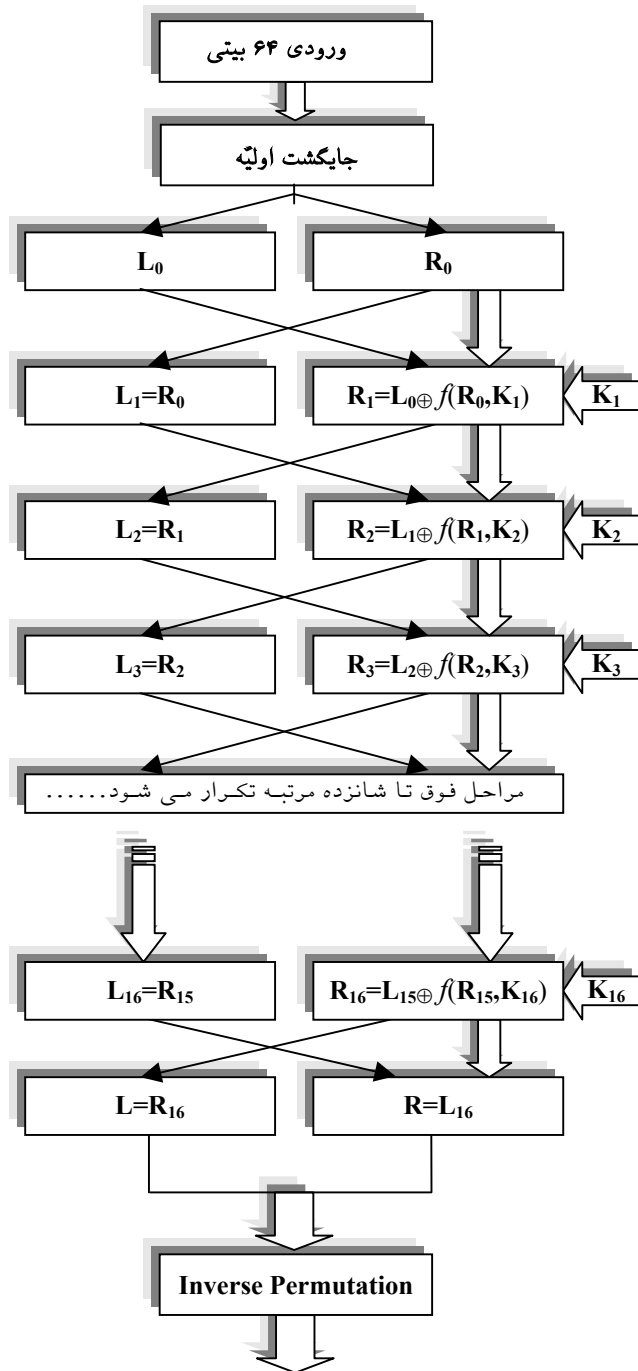 ورودی ۶۴ بیتی
جایگشت اولیّه
L₀
R₀
L₁=R₀
R₁=L₀⊕f(R₀,K₁)
K₁
L₂=R₁
R₂=L₁⊕f(R₁,K₂)
K₂
L₃=R₂
R₃=L₂⊕f(R₂,K₃)
K₃
مراحل فوق تا شانزده مرتبه تکرار می شود......
L₁₆=R₁₅
R₁₆=L₁₅⊕f(R₁₅,K₁₆)
K₁₆
L=R₁₆
R=L₁₆
Inverse Permutation